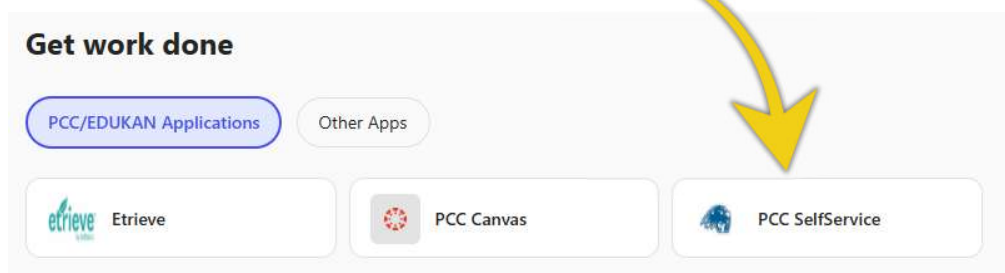 Get work done
PCC/EDUKAN Applications
Other Apps
etrieve
Etrieve
PCC Canvas
PCC SelfService